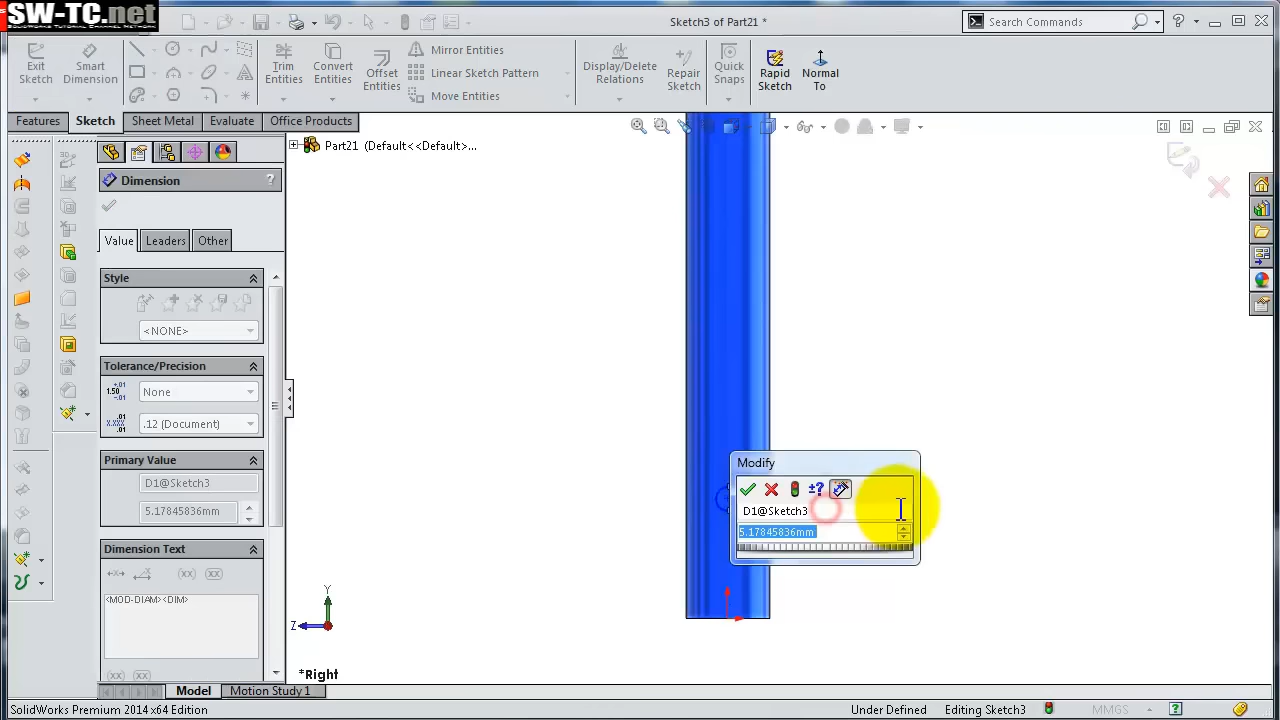 SW-TC.net
SOLIDWORKS TUTORIAL CHANNEL NETWORK
Sketch3 of Part21 *
Search Commands
Exit Sketch
Smart Dimension
Trim Entities
Convert Entities
Offset Entities
Mirror Entities
Linear Sketch Pattern
Move Entities
Display/Delete Relations
Repair Sketch
Quick Snaps
Rapid Sketch
Normal To
Features
Sketch
Sheet Metal
Evaluate
Office Products
Part21 (Default<<Default>...
Dimension
?
Value
Leaders
Other
Style
<NONE>
Tolerance/Precision
None
.12 (Document)
Primary Value
D1@Sketch3
5.17845836mm
Dimension Text
<MOD-DIAM><DIM>
Modify
D1@Sketch3
5.17845836mm
Y
Z
*Right
Model
Motion Study 1
SolidWorks Premium 2014 x64 Edition
Under Defined
Editing Sketch3
MMGS